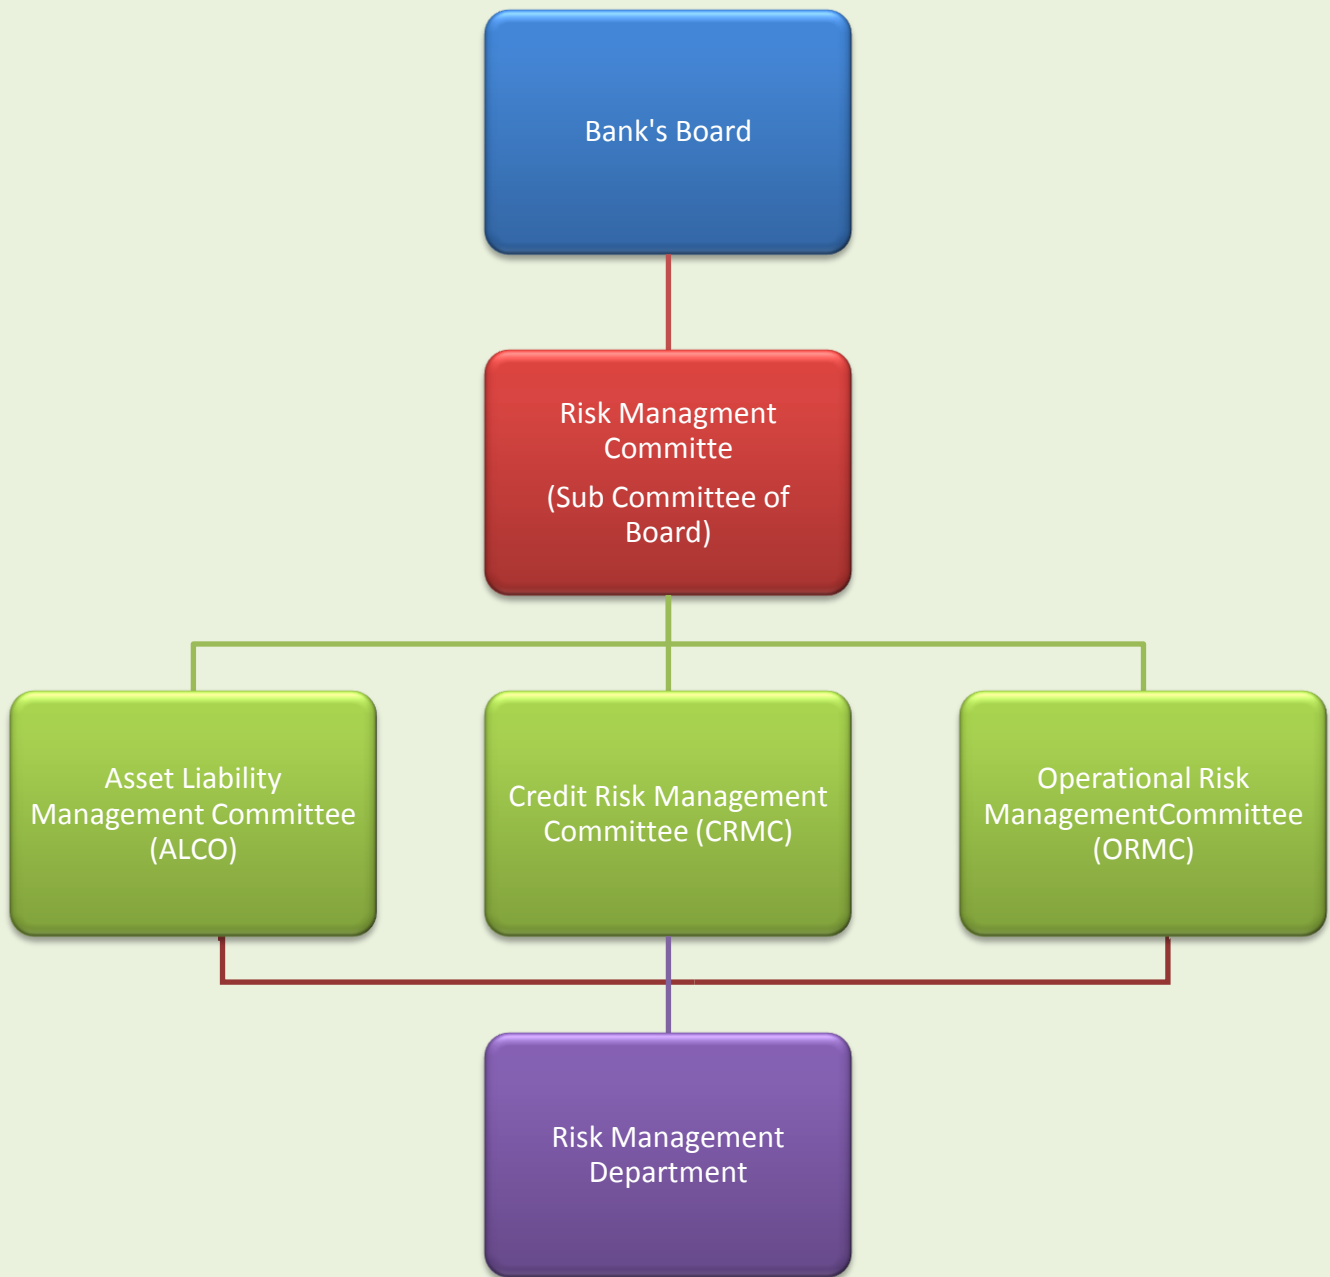 Bank's Board
Risk Managment
Committe
(Sub Committee of
Board)
Asset Liability
Management Committee
(ALCO)
Credit Risk Management
Committee (CRMC)
Operational Risk
ManagementCommittee
(ORMC)
Risk Management
Department